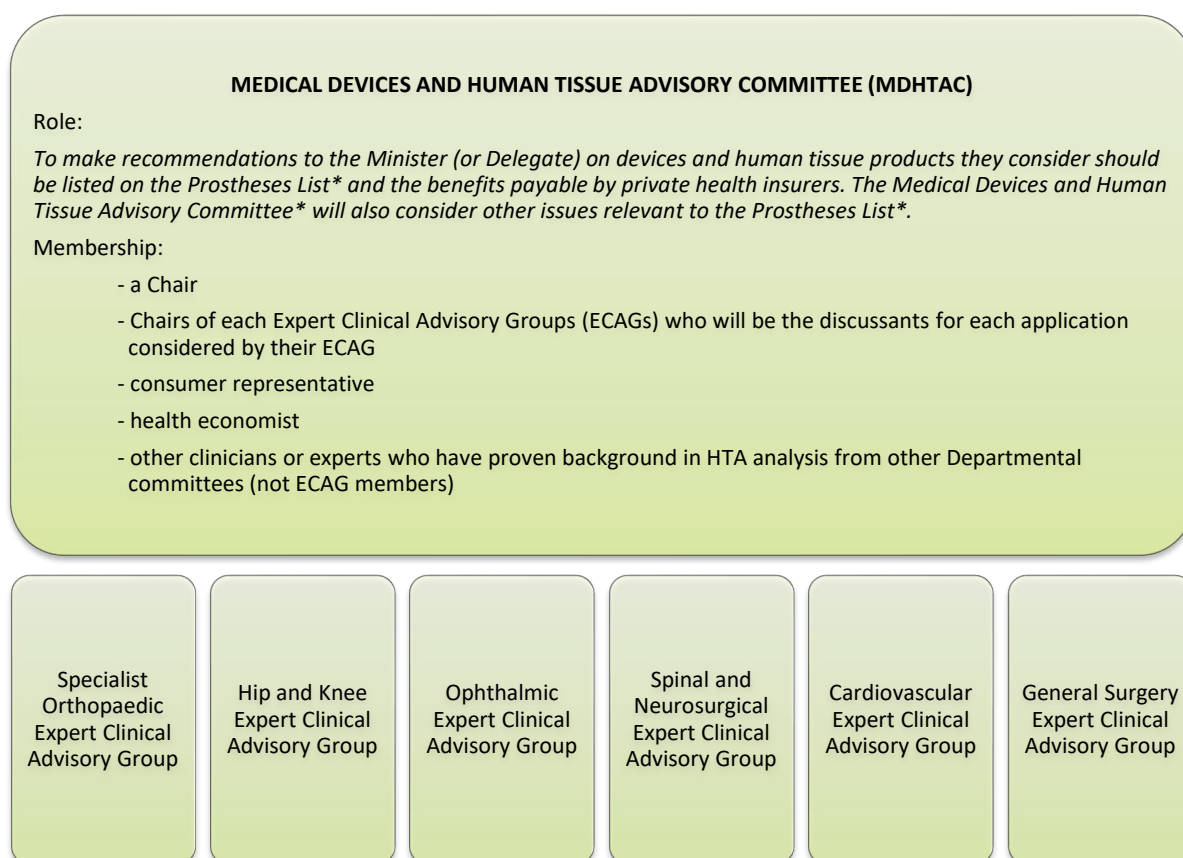 MEDICAL DEVICES AND HUMAN TISSUE ADVISORY COMMITTEE (MDHTAC)
Role:
To make recommendations to the Minister (or Delegate) on devices and human tissue products they consider should
be listed on the Prostheses List* and the benefits payable by private health insurers. The Medical Devices and Human
Tissue Advisory Committee* will also consider other issues relevant to the Prostheses List*.
Membership:
- a Chair
- Chairs of each Expert Clinical Advisory Groups (ECAGs) who will be the discussants for each application
considered by their ECAG
- consumer representative
- health economist
- other clinicians or experts who have proven background in HTA analysis from other Departmental
committees (not ECAG members)
Specialist
Orthopaedic
Expert Clinical
Advisory Group
Hip and Knee
Expert Clinical
Advisory Group
Ophthalmic
Expert Clinical
Advisory Group
Spinal and
Neurosurgical
Expert Clinical
Advisory Group
Cardiovascular
Expert Clinical
Advisory Group
General Surgery
Expert Clinical
Advisory Group